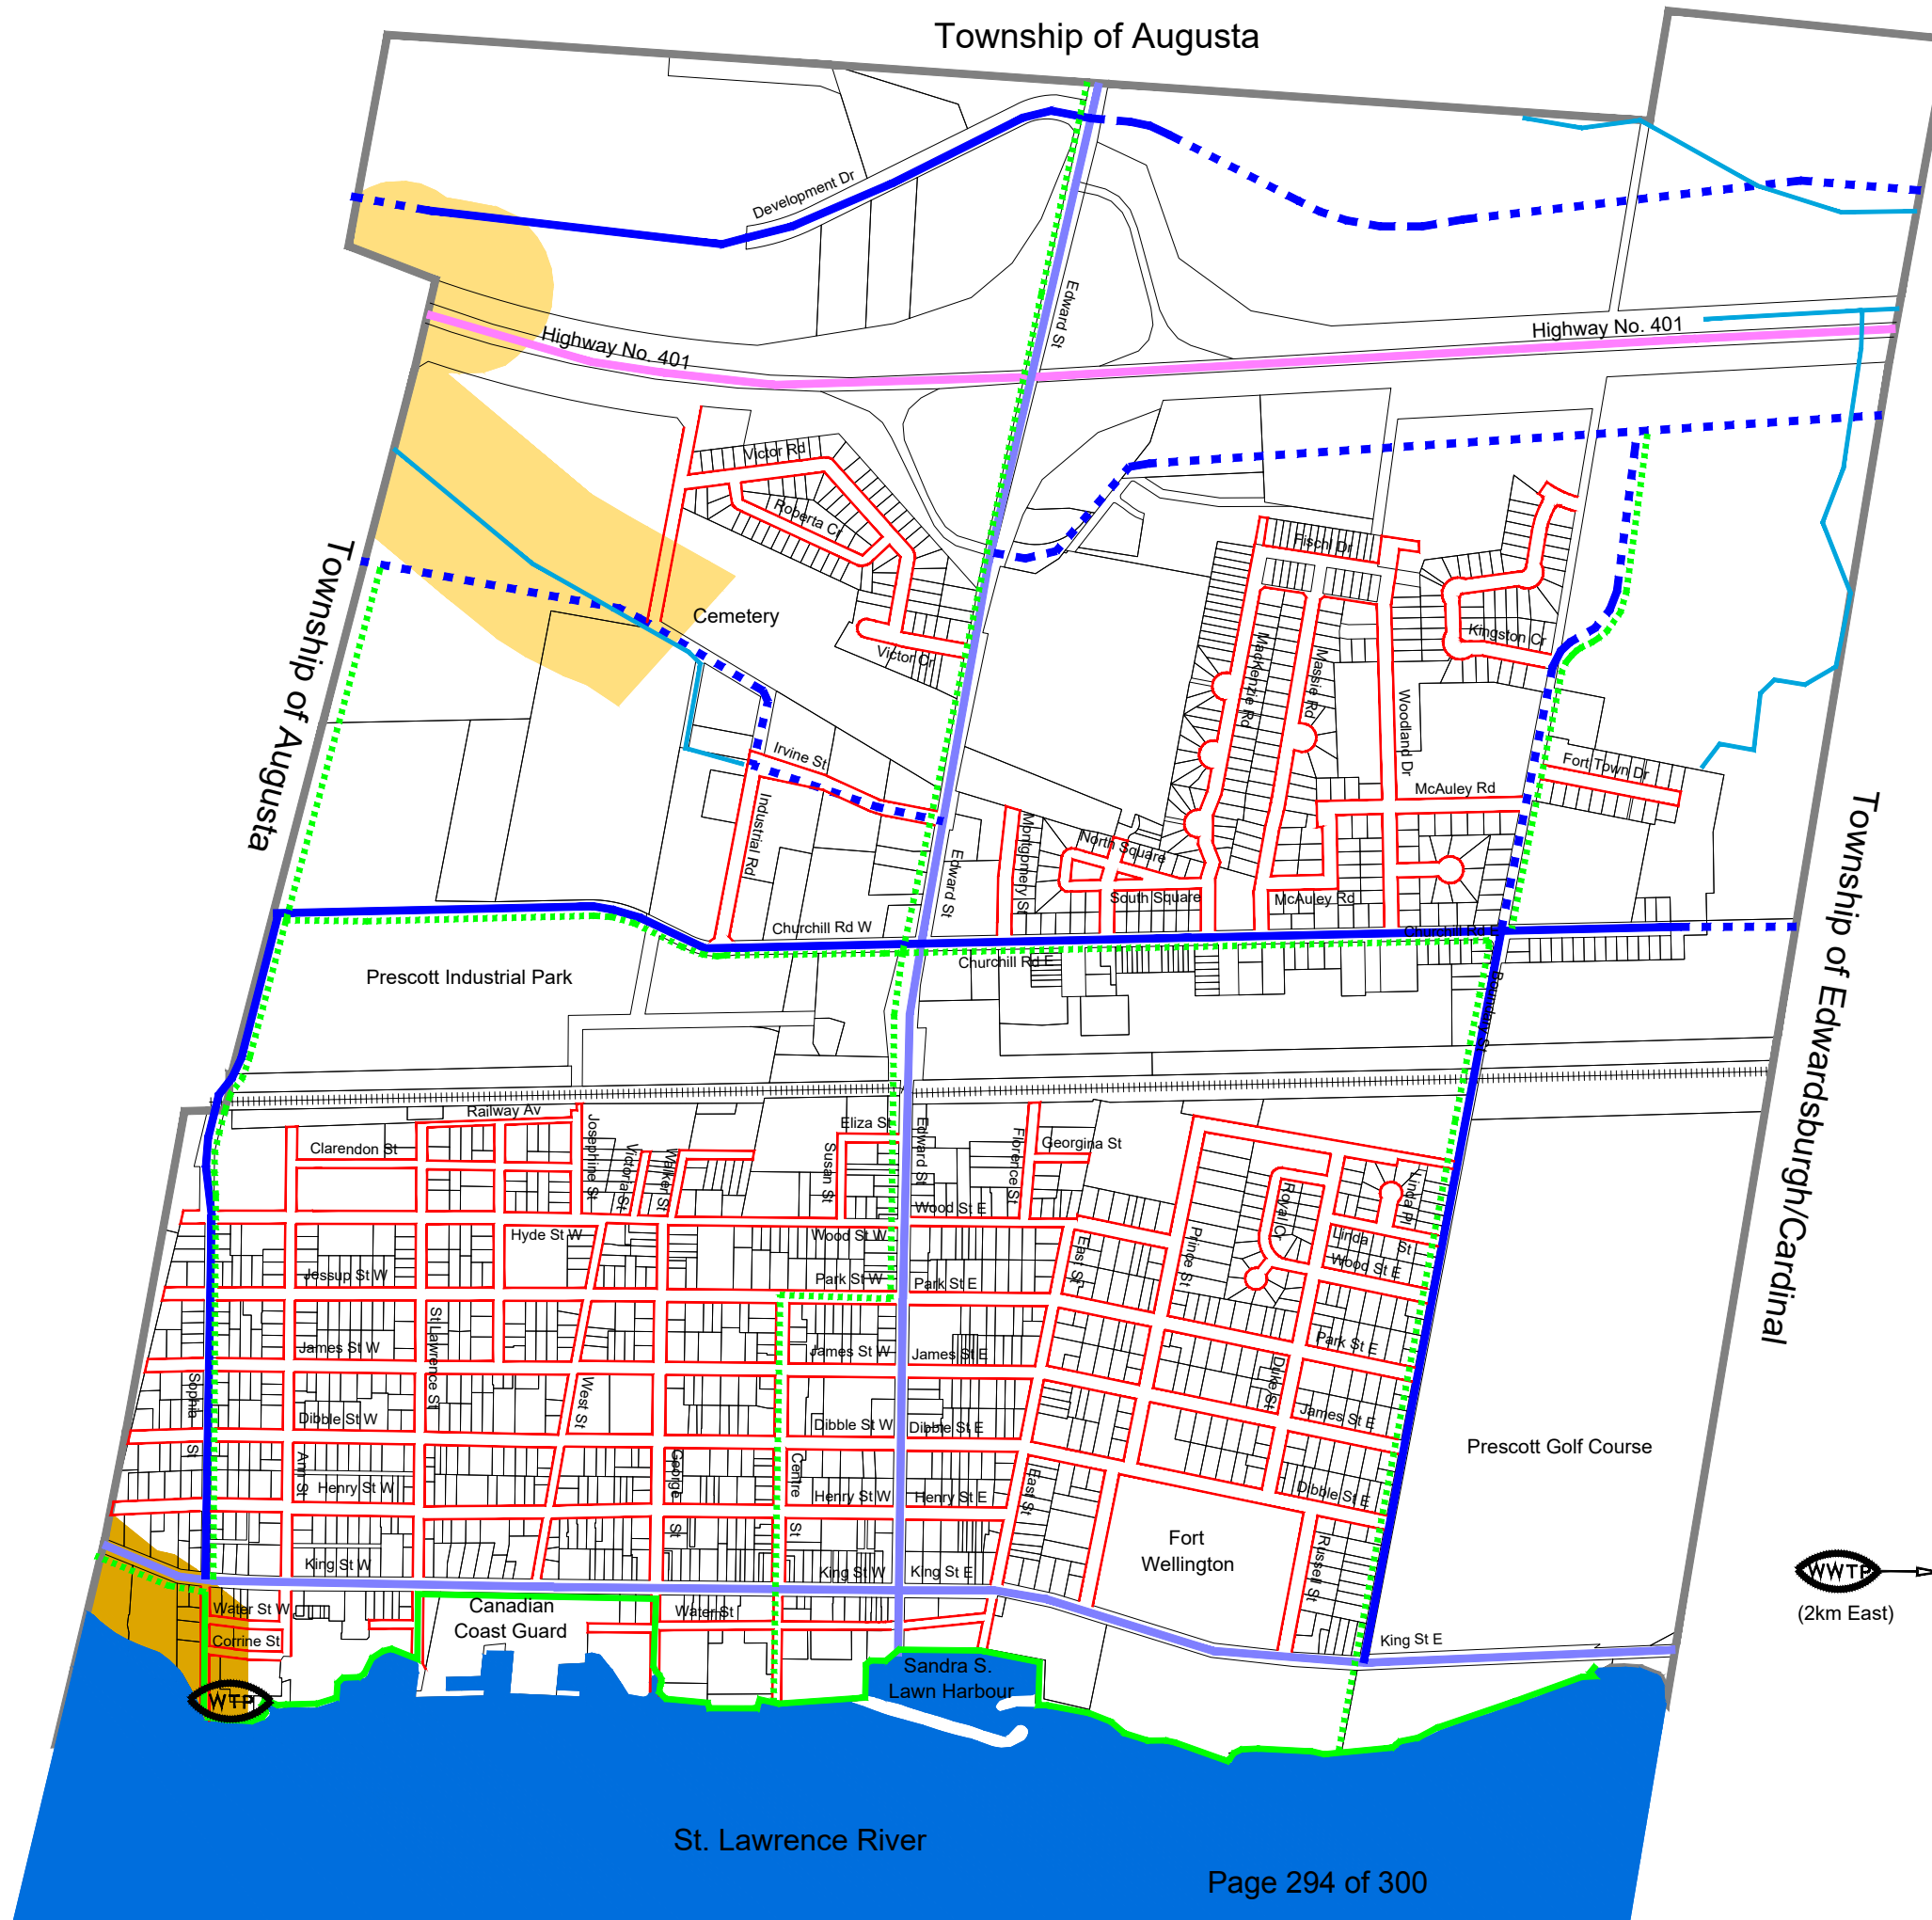 Township of Augusta
Development Dr
Edward St
Highway No. 401
Highway No. 401
Victor Rd
Roberta Cr
Fischl Dr
Township of Augusta
Cemetery
Victor Cr
Kingston Cr
Mackenzie Rd
Massie Rd
Woodland Dr
Irvine St
Fort Town Dr
McAuley Rd
Industrial Rd
Montgomery St
North Square
Edward St
South Square
McAuley Rd
Churchill Rd W
Churchill Rd E
Churchill Rd E
Township of Edwardsburgh/Cardinal
Prescott Industrial Park
Boundary St
Railway Av
Eliza St
Clarendon St
Josephine St
Victoria St
Walker St
Susan St
Edward St
Florence St
Georgina St
Linda Pl
Royal Cr
Wood St E
Hyde St W
Wood St W
East St
Prince St
Linda St
Wood St E
Jessup St W
Park St W
Park St E
St Lawrence St
James St W
James St W
James St E
Park St E
Sophia St
West St
Duke St
Dibble St W
Dibble St W
Dibble St E
James St E
Prescott Golf Course
Ann St
George St
Centre St
Henry St W
Henry St W
Henry St E
East St
Dibble St E
Fort
Wellington
King St W
King St W
King St E
Russell St
WWTP
(2km East)
Water St W
Canadian
Coast Guard
Water St
Corrine St
King St E
Sandra S.
Lawn Harbour
WTP
St. Lawrence River
Page 294 of 300